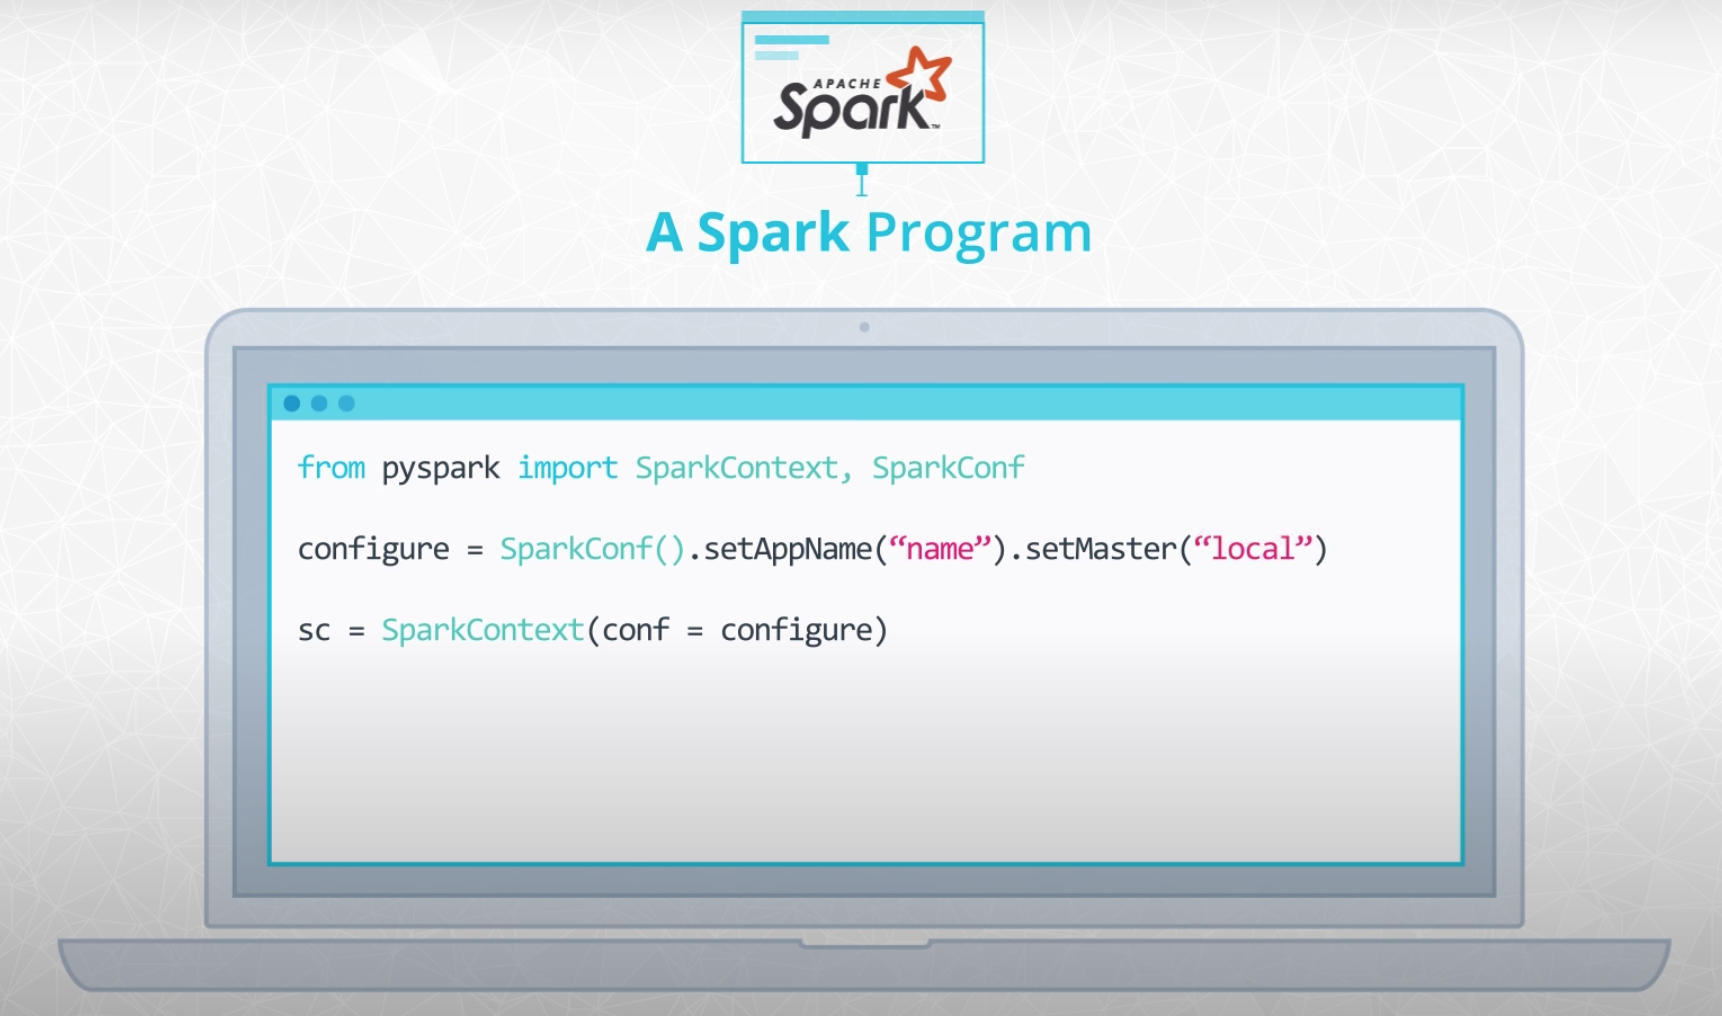 APACHE
Spark™
A Spark Program
from pyspark import SparkContext, SparkConf
configure = SparkConf().setAppName(“name”).setMaster(“local”)
sc = SparkContext(conf = configure)